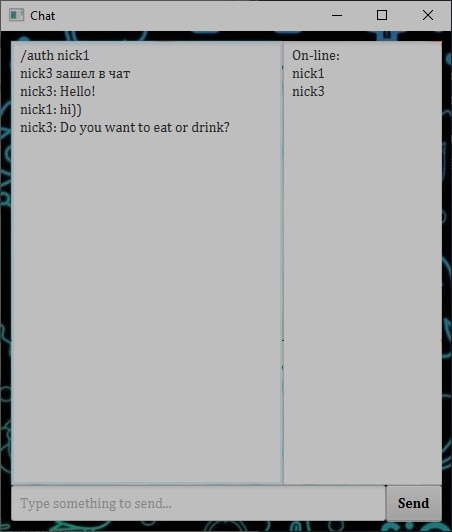 Chat
/auth nick1
nick3 зашел в чат
nick3: Hello!
nick1: hi))
nick3: Do you want to eat or drink?
On-line:
nick1
nick3
Type something to send...
Send